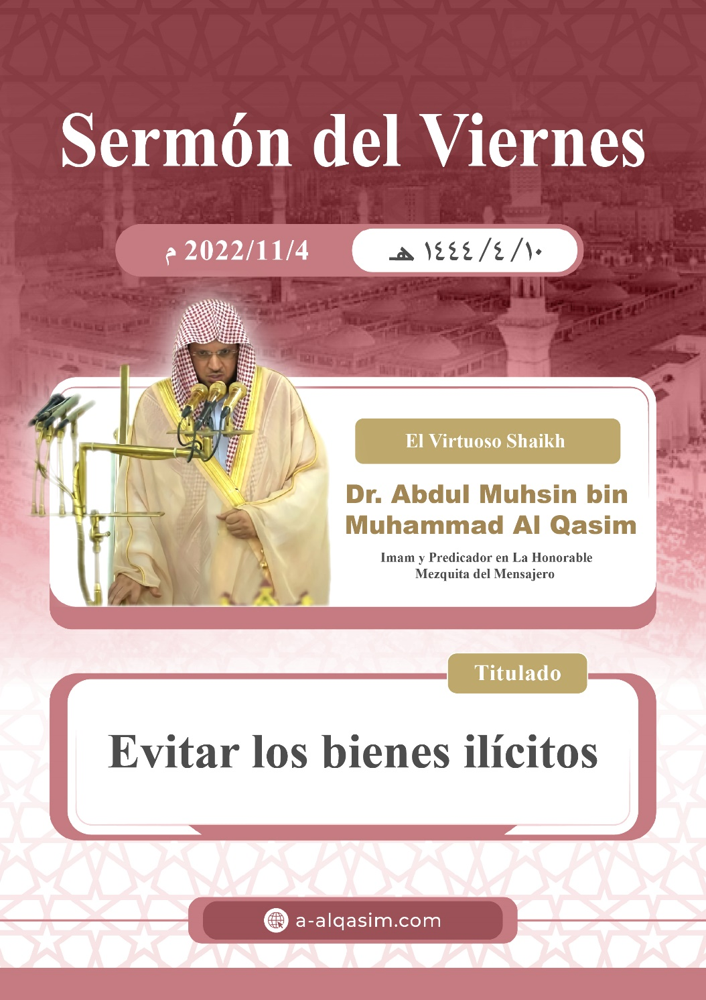 Sermón del Viernes
2022/11/4 م
١٤٤٤/٤/١٠ هـ
El Virtuoso Shaikh
Dr. Abdul Muhsin bin
Muhammad Al Qasim
Imam y Predicador en La Honorable
Mezquita del Mensajero
Titulado
Evitar los bienes ilícitos
a-alqasim.com